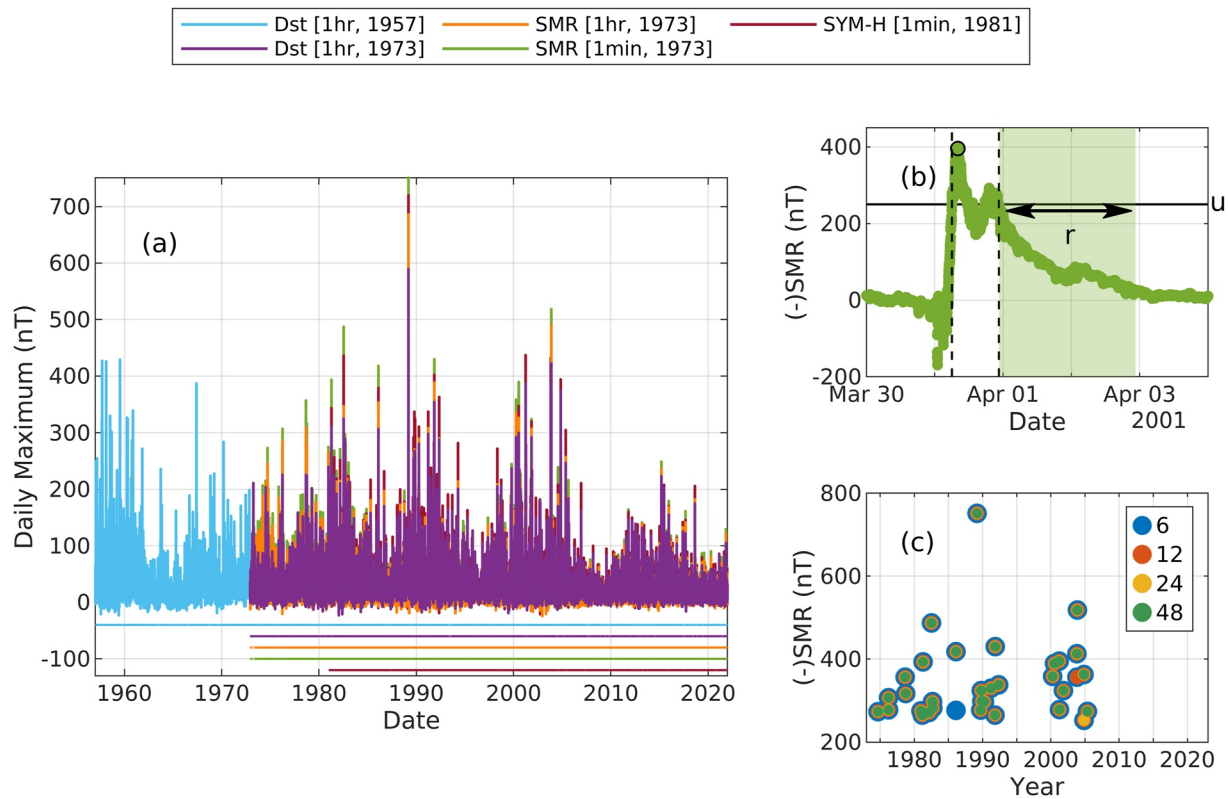 Dst [1hr, 1957] SMR [1hr, 1973] SYM-H [1min, 1981]
Dst [1hr, 1973] SMR [1min, 1973]
(a)
Daily Maximum (nT)
700
600
500
400
300
200
100
0
-100
1960 1970 1980 1990 2000 2010 2020
Date
(b)
(-)SMR (nT)
400
200
0
-200
u
r
Mar 30 Apr 01 Apr 03
Date 2001
(c)
(-)SMR (nT)
800
600
400
200
6
12
24
48
1980 1990 2000 2010 2020
Year